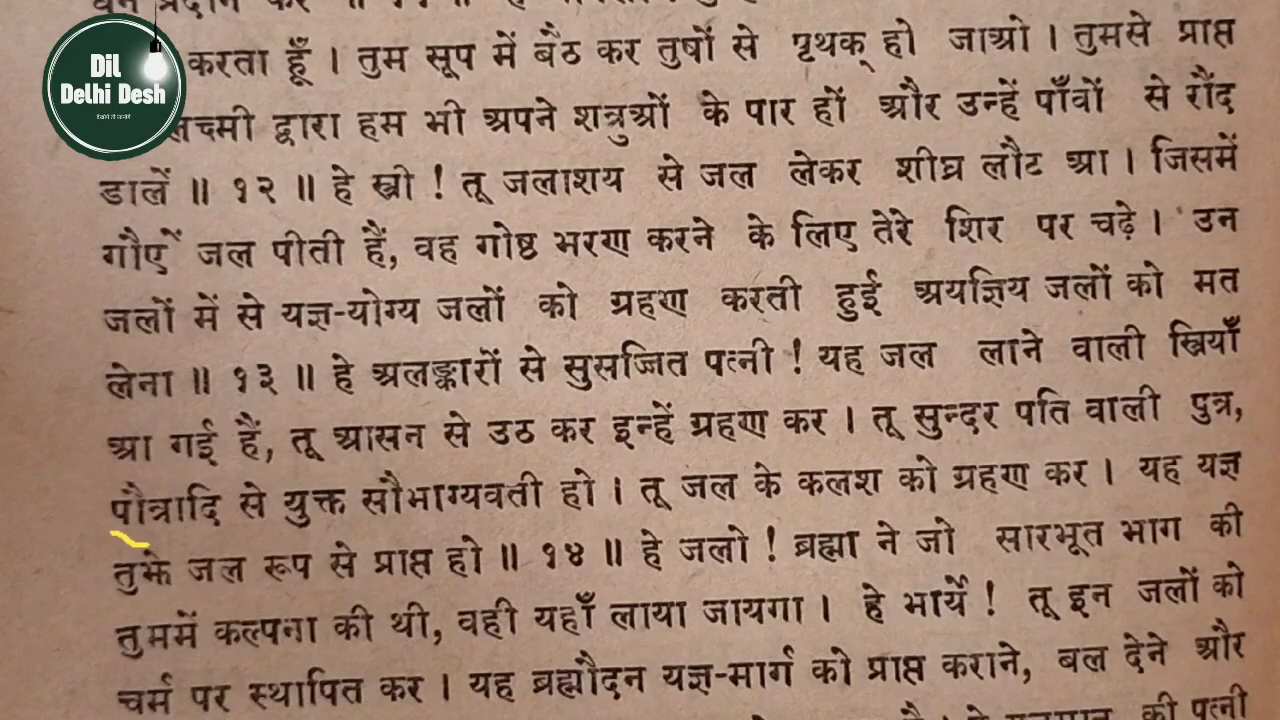 Dil
Delhi Desh
करता हूँ । तुम सूप में बैठ कर तुषों से पृथक् हो जाओ । तुमसे प्राप्त
लक्ष्मी द्वारा हम भी अपने शत्रुओं के पार हों और उन्हें पाँवों से रौंद
डालें ॥ १२ ॥ हे स्त्री ! तू जलाशय से जल लेकर शीघ्र लौट आ । जिसमें
गौएँ जल पीती हैं, वह गोष्ठ भरण करने के लिए तेरे शिर पर चढ़े । उन
जलों में से यज्ञ-योग्य जलों को ग्रहण करती हुई अयज्ञिय जलों को मत
लेना ॥ १३ ॥ हे अलङ्कारों से सुसज्जित पत्नी ! यह जल लाने वाली स्त्रियाँ
आ गई हैं, तू आसन से उठ कर इन्हें ग्रहण कर । तू सुन्दर पति वाली पुत्र,
पौत्रादि से युक्त सौभाग्यवती हो । तू जल के कलश को ग्रहण कर । यह यज्ञ
तुझे जल रूप से प्राप्त हो ॥ १४ ॥ हे जलो ! ब्रह्मा ने जो सारभूत भाग की
तुममें कल्पना की थी, वही यहाँ लाया जायगा । हे भार्ये ! तू इन जलों को
चर्म पर स्थापित कर । यह ब्रह्मौदन यज्ञ-मार्ग को प्राप्त कराने, बल देने और
की पत्नी